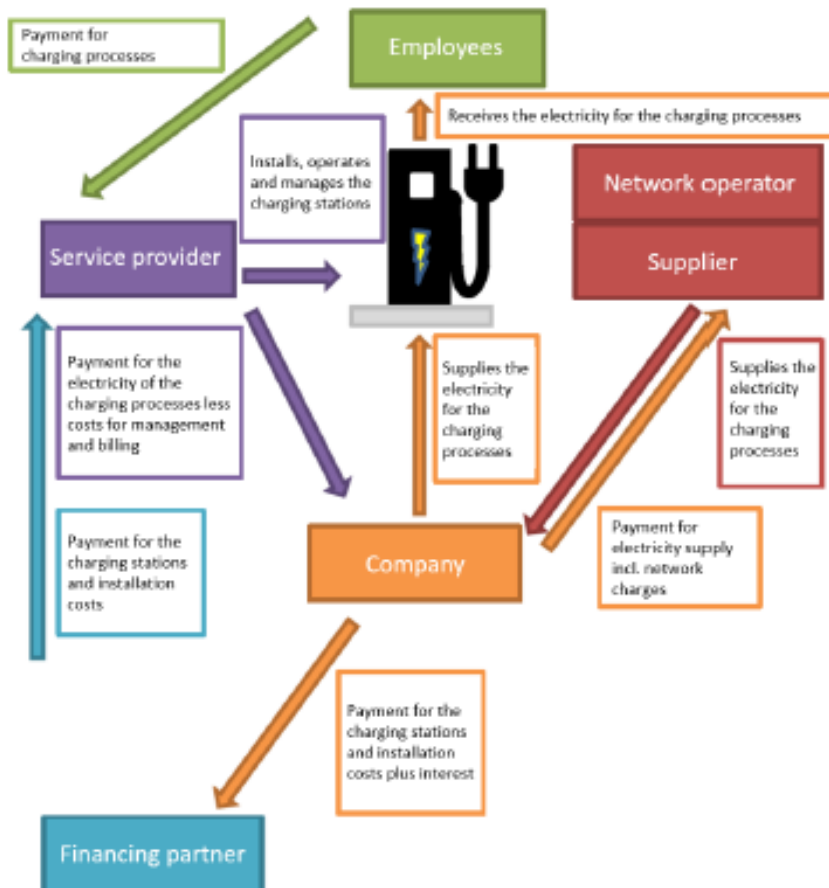 Payment for
charging processes
Employees
Receives the electricity for the charging processes
Installs, operates
and manages the
charging stations
Network operator
Service provider
Supplier
Payment for the
electricity of the
charging processes less
costs for management
and billing
Supplies the
electricity
for the
charging
processes
Supplies the
electricity
for the
charging
processes
Payment for the
charging stations
and installation
costs
Company
Payment for
electricity supply
incl. network
charges
Payment for the
charging stations
and installation
costs plus interest
Financing partner